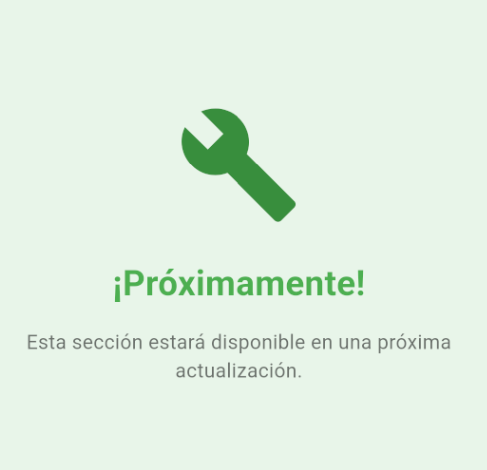 ¡Próximamente!
Esta sección estará disponible en una próxima
actualización.